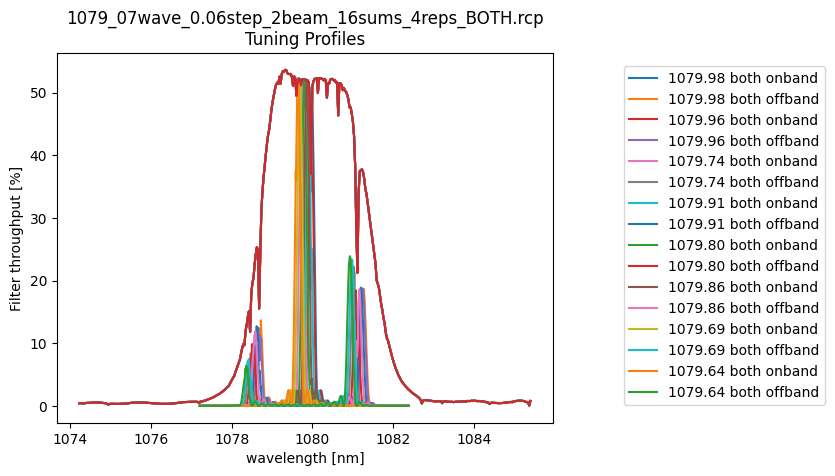 1079_07wave_0.06step_2beam_16sums_4reps_BOTH.rcp
Tuning Profiles
Filter throughput [%]
50
40
30
20
10
0
1074
1076
1078
1080
1082
1084
wavelength [nm]
1079.98 both onband
1079.98 both offband
1079.96 both onband
1079.96 both offband
1079.74 both onband
1079.74 both offband
1079.91 both onband
1079.91 both offband
1079.80 both onband
1079.80 both offband
1079.86 both onband
1079.86 both offband
1079.69 both onband
1079.69 both offband
1079.64 both onband
1079.64 both offband